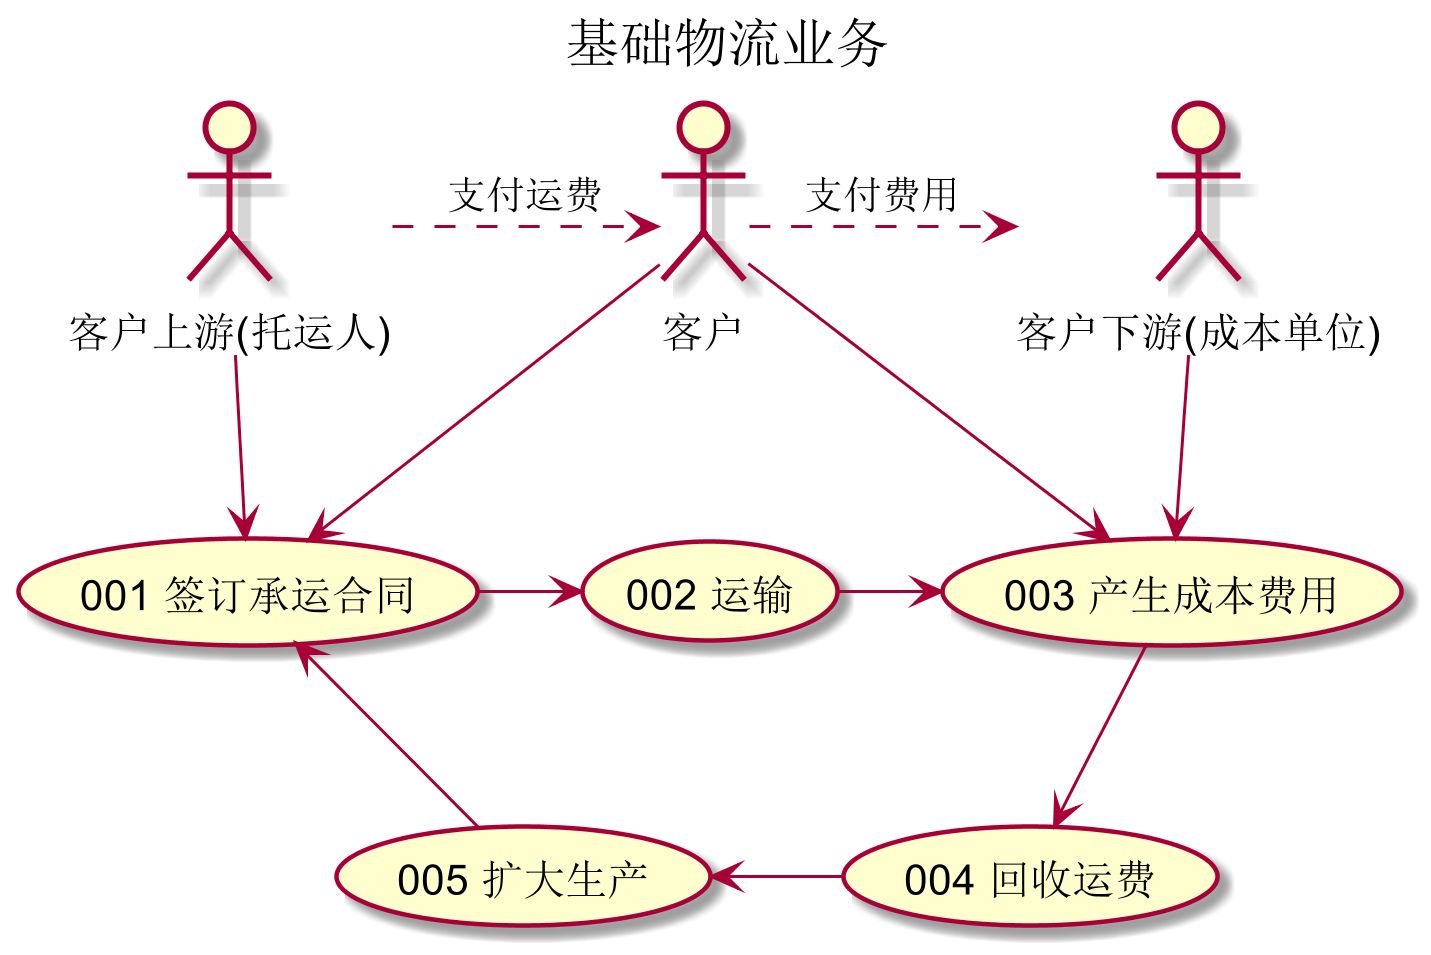 基础物流业务
支付运费
支付费用
客户上游(托运人)
客户
客户下游(成本单位)
001 签订承运合同
002 运输
003 产生成本费用
005 扩大生产
004 回收运费